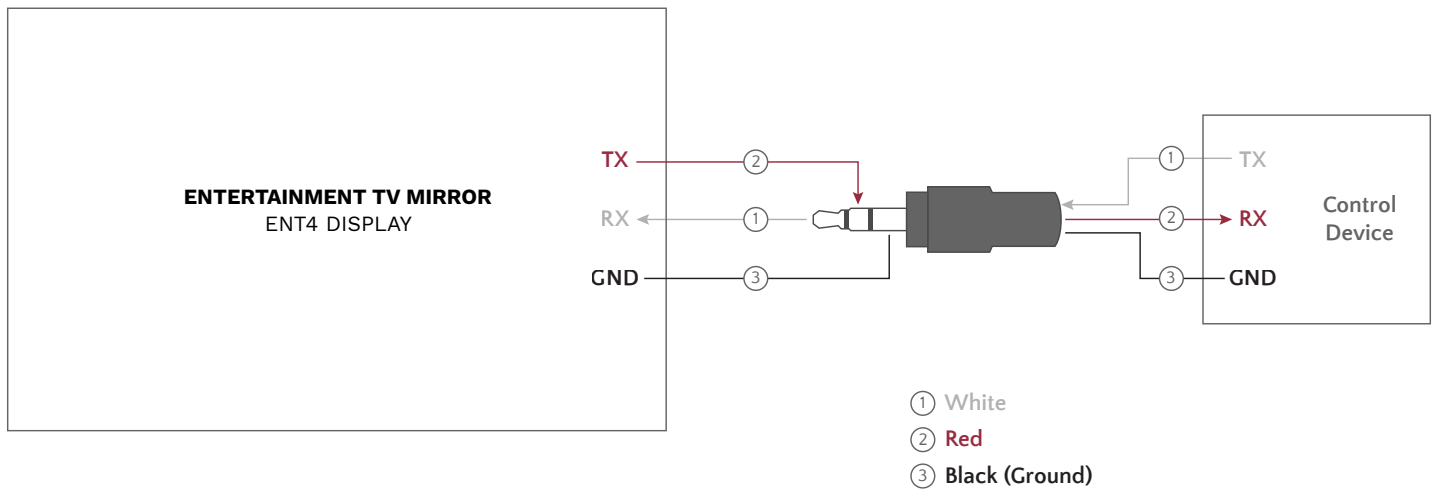 ENTERTAINMENT TV MIRROR
ENT4 DISPLAY
TX
RX
GND
2
1
3
1
2
3
TX
RX
GND
Control
Device
1 White
2 Red
3 Black (Ground)